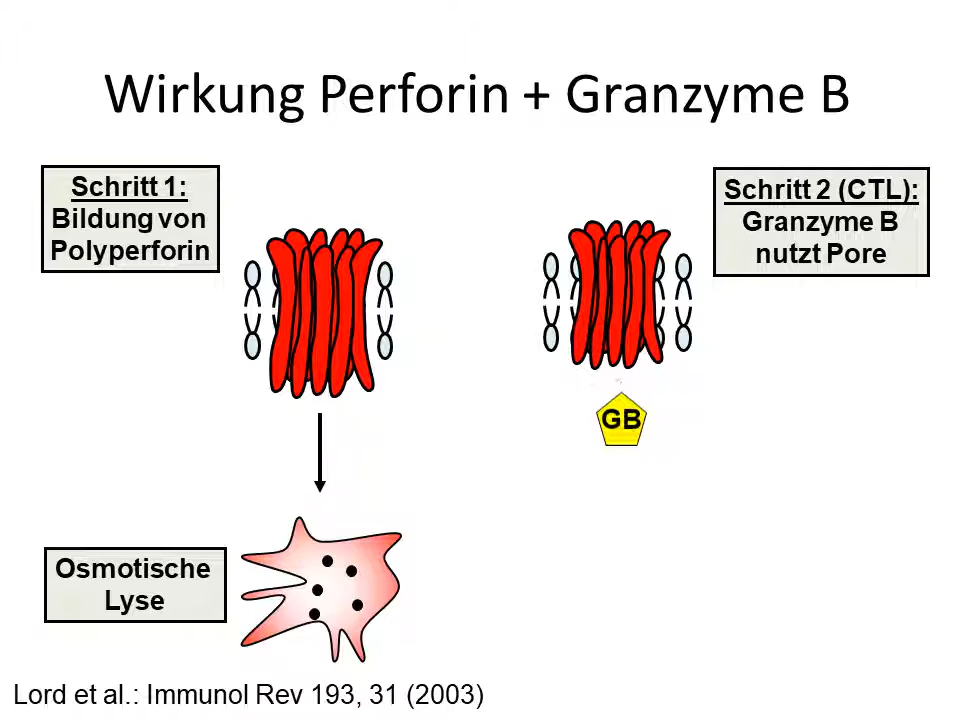 Wirkung Perforin + Granzyme B
Schritt 1:
Bildung von
Polyperforin
Schritt 2 (CTL):
Granzyme B
nutzt Pore
GB
Osmotische
Lyse
Lord et al.: Immunol Rev 193, 31 (2003)